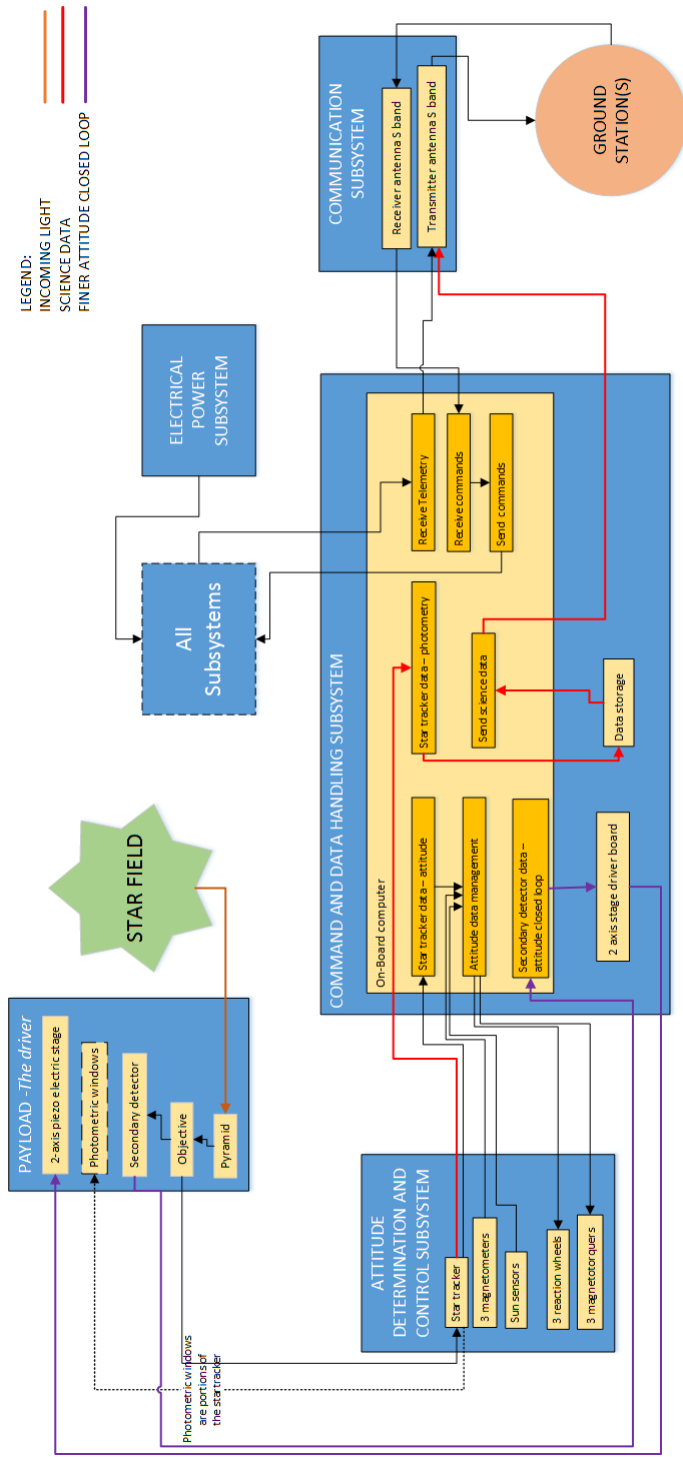 LEGEND:
INCOMING LIGHT
SCIENCE DATA
FINER ATTITUDE CLOSED LOOP
PAYLOAD -The driver
2-axis piezo electric stage
Photometric windows
Secondary detector
Objective
Pyramid
STAR FIELD
All
Subsystems
ELECTRICAL
POWER
SUBSYSTEM
COMMUNICATION
SUBSYSTEM
Receiver antenna S band
Transmitter antenna S band
GROUND
STATION(S)
Photometric windows
are portions of
the startracker
ATTITUDE
DETERMINATION AND
CONTROL SUBSYSTEM
Star tracker
3 magnetometers
Sun sensors
3 reaction wheels
3 magnetotorquers
COMMAND AND DATA HANDLING SUBSYSTEM
On-Board computer
Star tracker data – attitude
Attitude data management
Secondary detector data –
attitude closed loop
2 axis stage driver board
Star tracker data – photometry
Send science data
Data storage
Receive Telemetry
Receive commands
Send commands